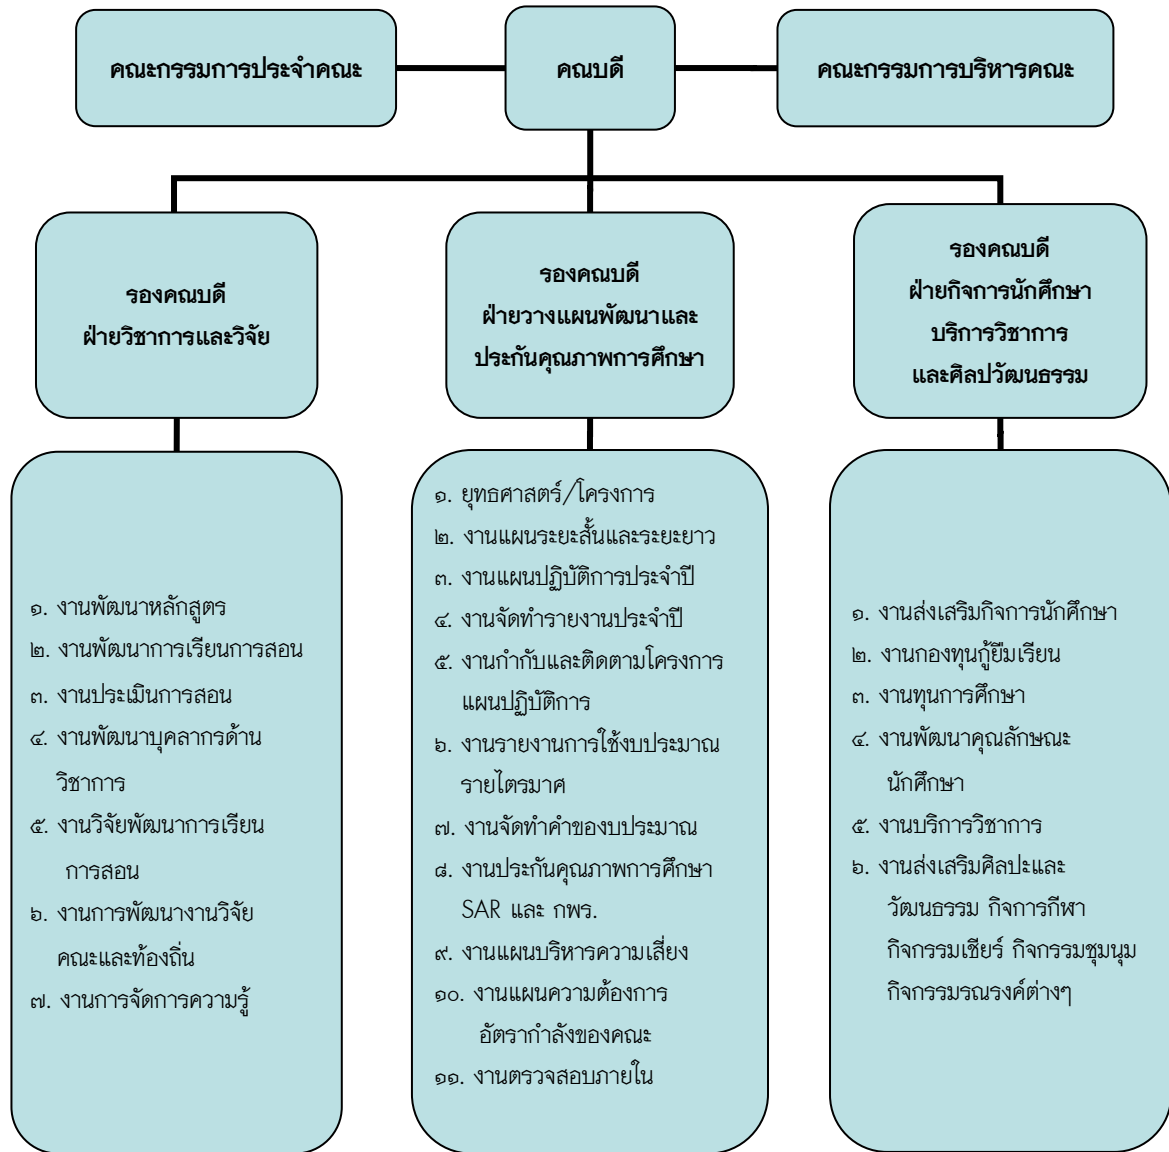 คณะกรรมการประจำคณะ
คณบดี
คณะกรรมการบริหารคณะ
รองคณบดี
ฝ่ายวิชาการและวิจัย
รองคณบดี
ฝ่ายวางแผนพัฒนาและ
ประกันคุณภาพการศึกษา
รองคณบดี
ฝ่ายกิจการนักศึกษา
บริการวิชาการ
และศิลปวัฒนธรรม
๑. งานพัฒนาหลักสูตร
๒. งานพัฒนาการเรียนการสอน
๓. งานประเมินการสอน
๔. งานพัฒนาบุคลากรด้าน
วิชาการ
๕. งานวิจัยพัฒนาการเรียน
การสอน
๖. งานการพัฒนางานวิจัย
คณะและท้องถิ่น
๗. งานการจัดการความรู้
๑. ยุทธศาสตร์/โครงการ
๒. งานแผนระยะสั้นและระยะยาว
๓. งานแผนปฏิบัติการประจำปี
๔. งานจัดทำรายงานประจำปี
๕. งานกำกับและติดตามโครงการ
แผนปฏิบัติการ
๖. งานรายงานการใช้งบประมาณ
รายไตรมาศ
๗. งานจัดทำคำของบประมาณ
๘. งานประกันคุณภาพการศึกษา
SAR และ กพร.
๙. งานแผนบริหารความเสี่ยง
๑๐. งานแผนความต้องการ
อัตรากำลังของคณะ
๑๑. งานตรวจสอบภายใน
๑. งานส่งเสริมกิจการนักศึกษา
๒. งานกองทุนกู้ยืมเรียน
๓. งานทุนการศึกษา
๔. งานพัฒนาคุณลักษณะ
นักศึกษา
๕. งานบริการวิชาการ
๖. งานส่งเสริมศิลปะและ
วัฒนธรรม กิจการกีฬา
กิจกรรมเชียร์ กิจกรรมชุมนุม
กิจกรรมรณรงค์ต่างๆ